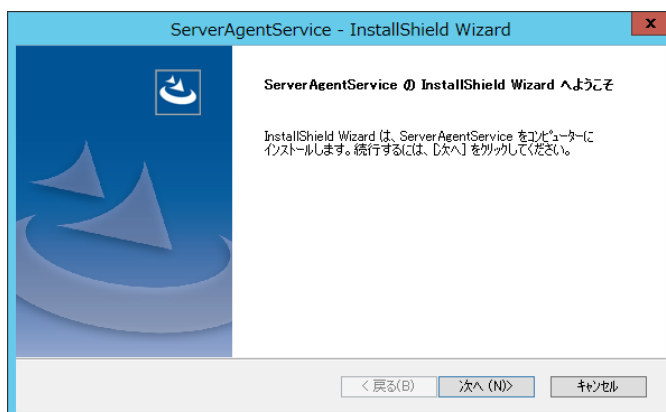 ServerAgentService - InstallShield Wizard
x
ServerAgentService の InstallShield Wizard へようこそ
InstallShield Wizard は、ServerAgentService をｺﾝﾋﾟｭｰﾀｰに
ｲﾝｽﾄｰﾙします。続行するには、[次へ] をｸﾘｯｸしてください。
< 戻る(B)
次へ (N)>
ｷｬﾝｾﾙ